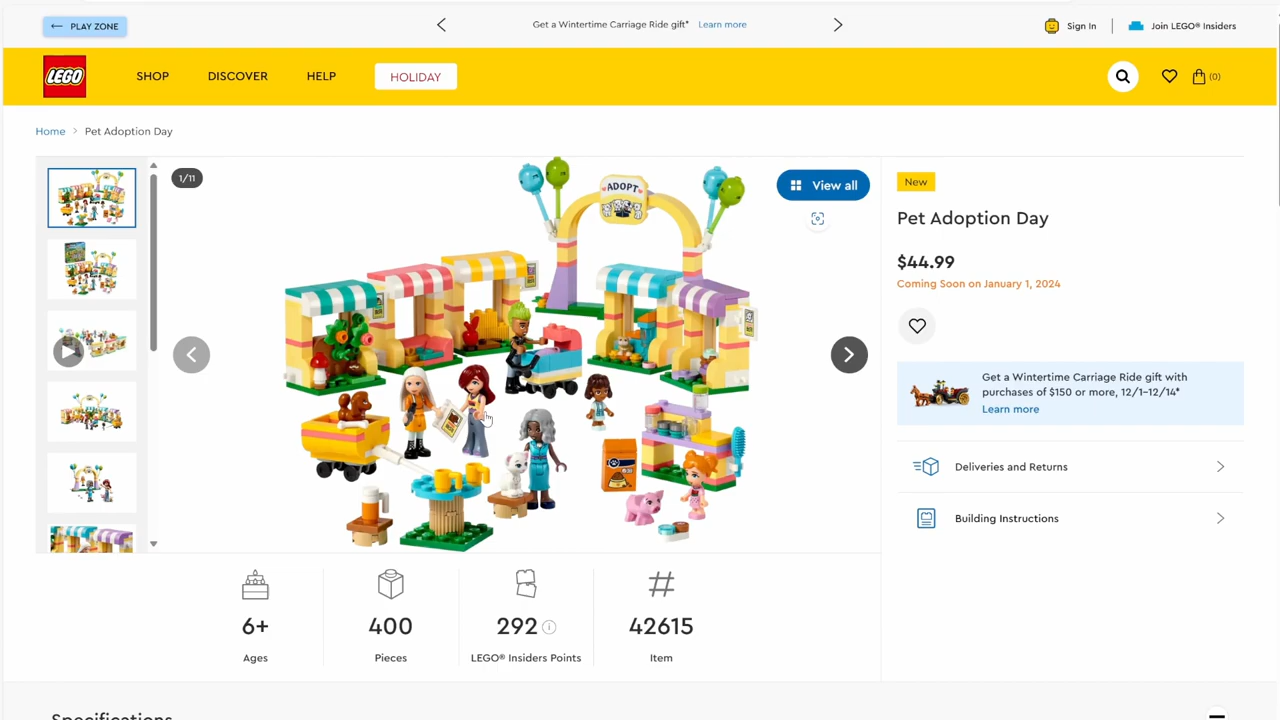 ← PLAY ZONE
Get a Wintertime Carriage Ride gift* Learn more
Sign In
Join LEGO® Insiders
LEGO
SHOP
DISCOVER
HELP
HOLIDAY
(0)
Home > Pet Adoption Day
1/11
View all
ADOPT
New
Pet Adoption Day
$44.99
Coming Soon on January 1, 2024
Get a Wintertime Carriage Ride gift with
purchases of $150 or more, 12/1–12/14*
Learn more
Deliveries and Returns
Building Instructions
6+
Ages
400
Pieces
292
LEGO® Insiders Points
#
42615
Item
Specifications